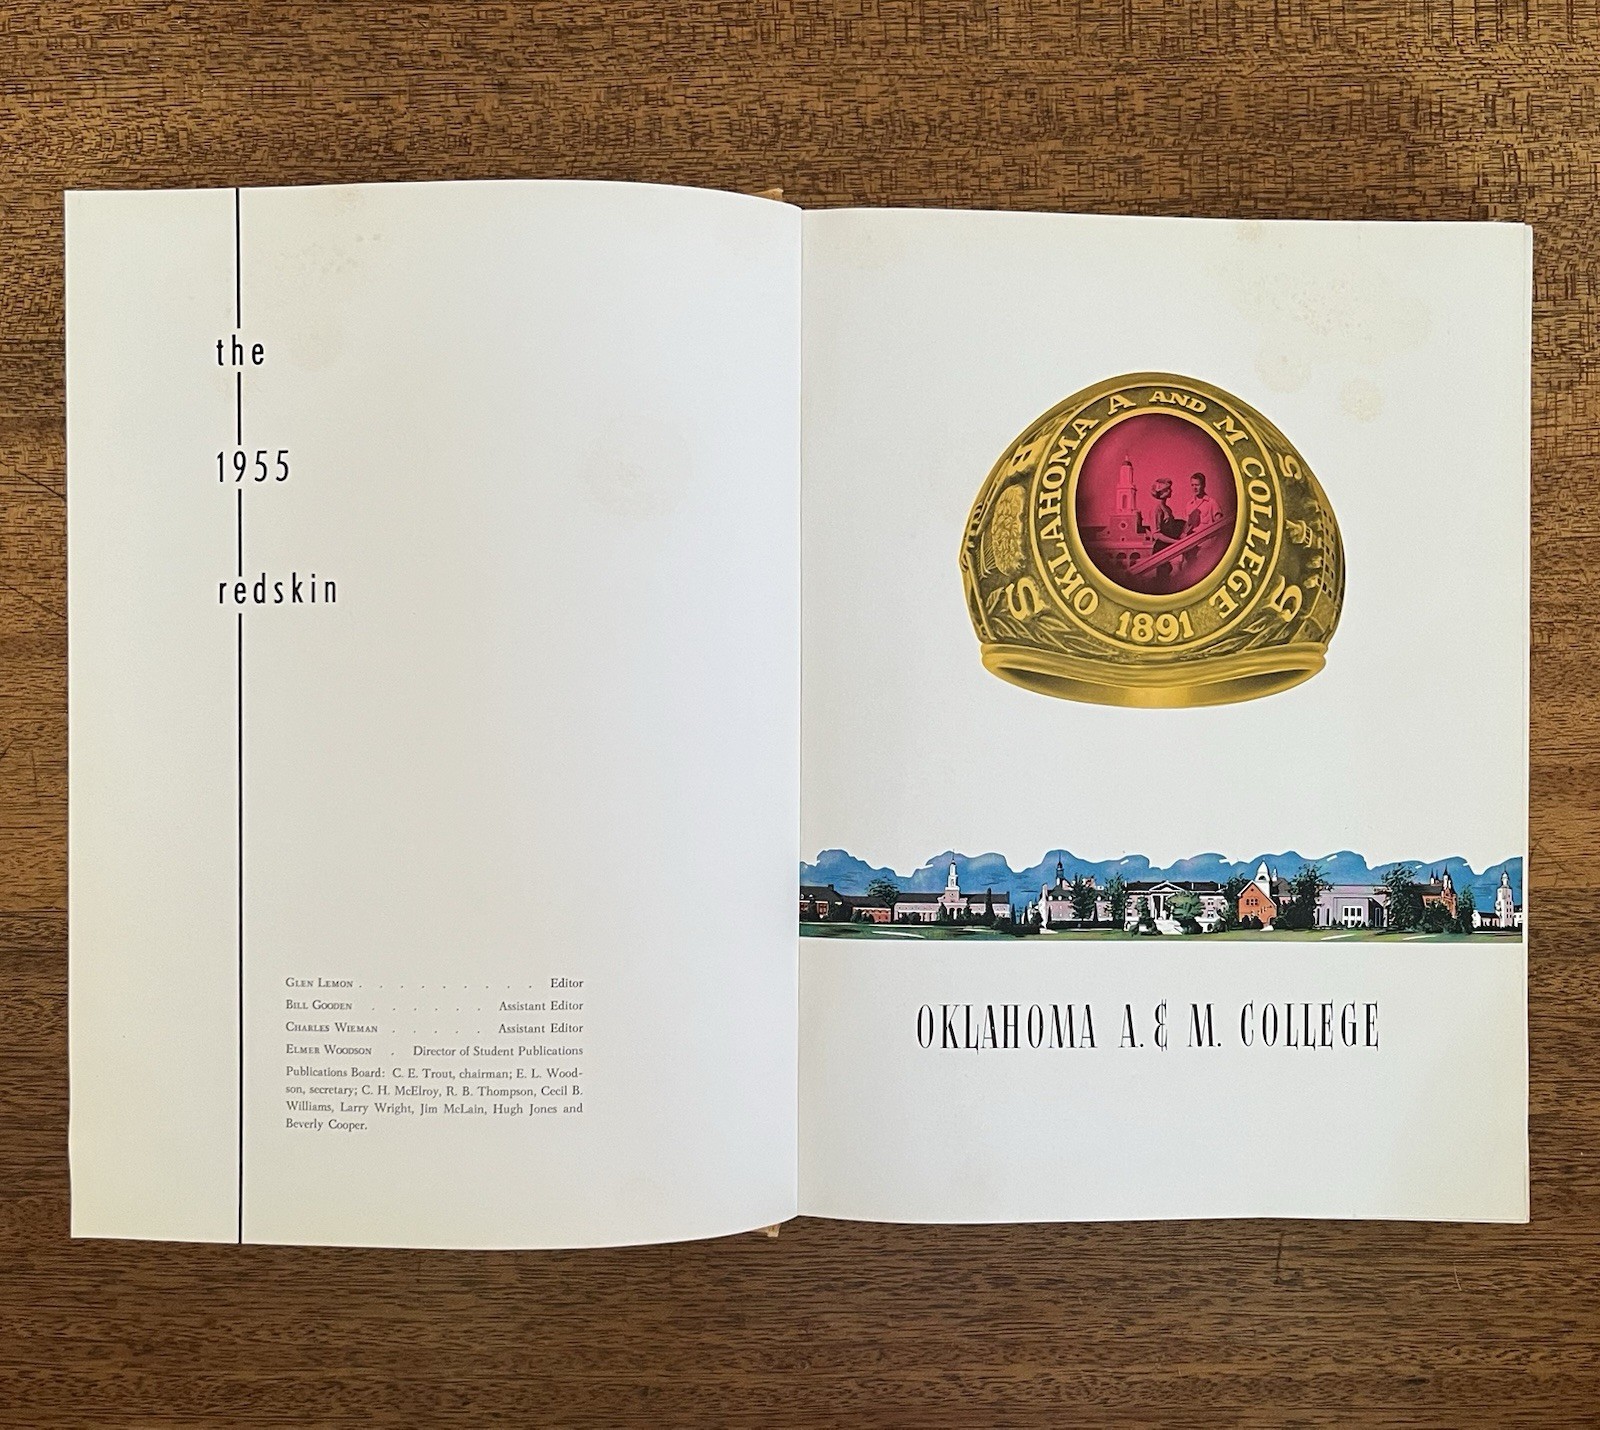 the
1955
redskin
GLEN LEMON . . . . . . . . . Editor
BILL GOODEN . . . . . . Assistant Editor
CHARLES WIEMAN . . . . . Assistant Editor
ELMER WOODSON . Director of Student Publications
Publications Board: C. E. Trout, chairman; E. L. Wood-
son, secretary; C. H. McElroy, R. B. Thompson, Cecil B.
Williams, Larry Wright, Jim McLain, Hugh Jones and
Beverly Cooper.
OKLAHOMA A AND M COLLEGE
1891
5
5
OKLAHOMA A. & M. COLLEGE